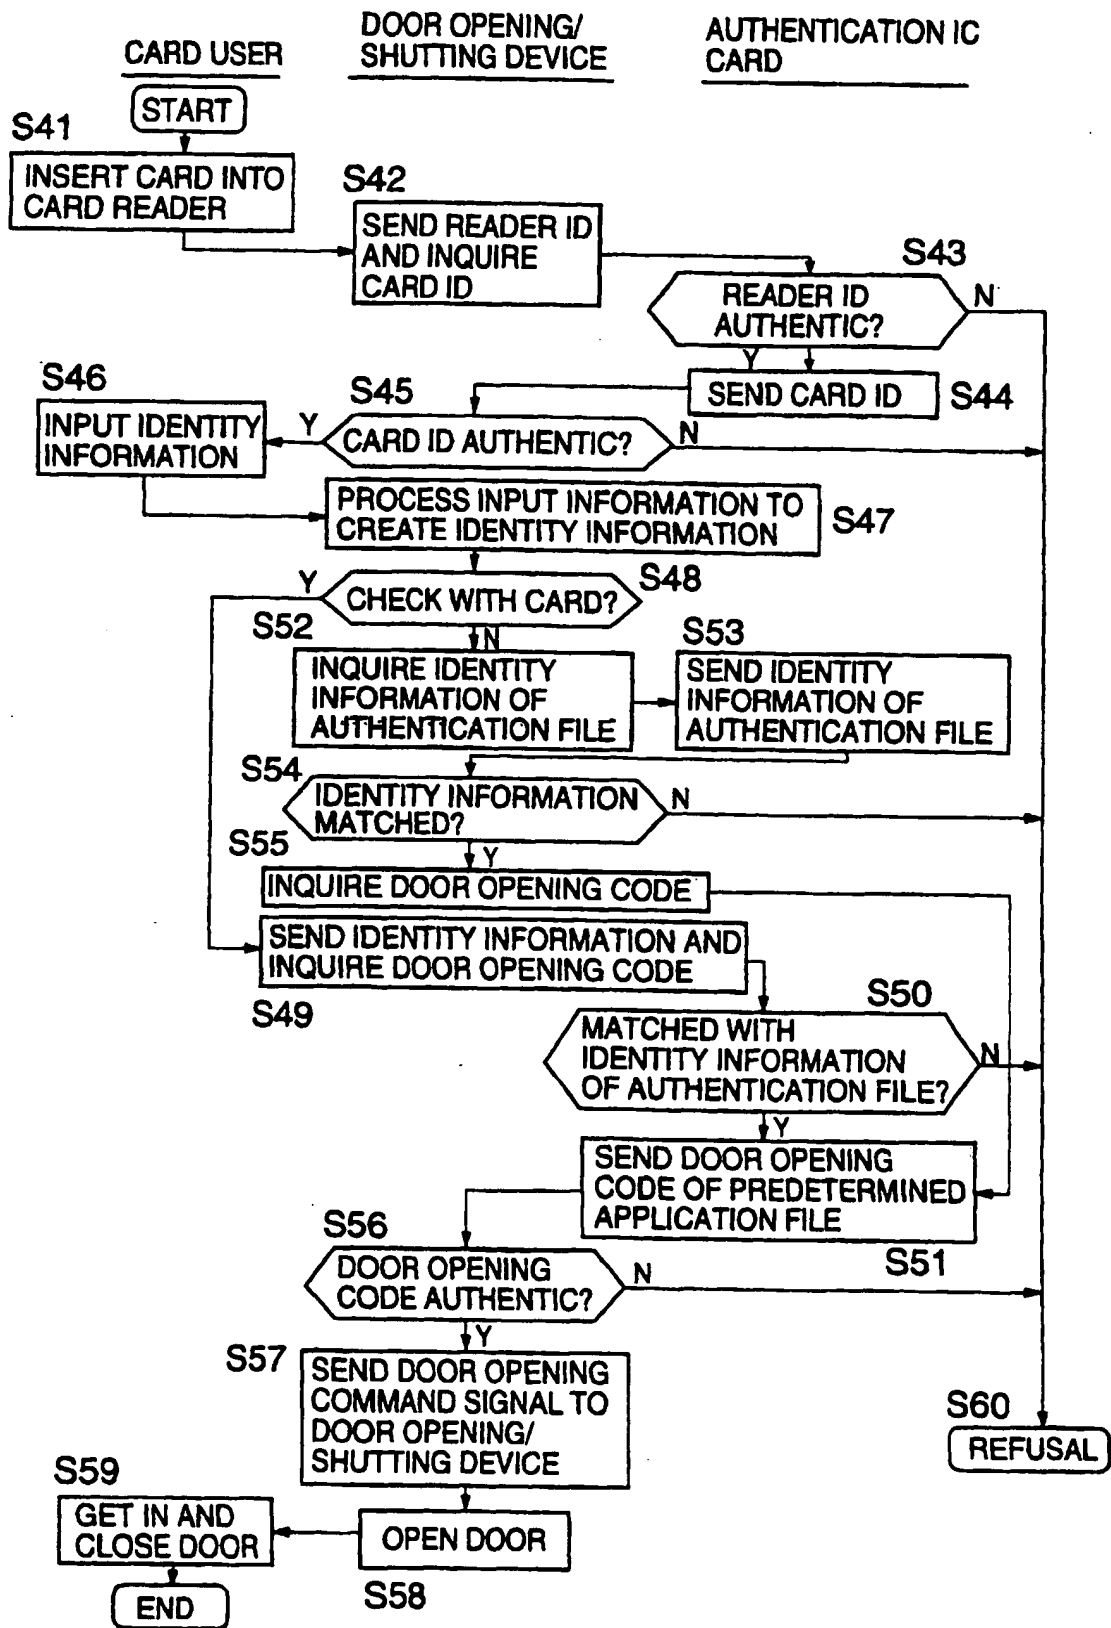 CARD USER
DOOR OPENING/
SHUTTING DEVICE
AUTHENTICATION IC
CARD
START
S41
INSERT CARD INTO
CARD READER
S42
SEND READER ID
AND INQUIRE
CARD ID
S43
READER ID
AUTHENTIC?
N
Y
SEND CARD ID
S44
S45
CARD ID AUTHENTIC?
Y
N
S46
INPUT IDENTITY
INFORMATION
PROCESS INPUT INFORMATION TO
CREATE IDENTITY INFORMATION
S47
S48
CHECK WITH CARD?
Y
N
S52
INQUIRE IDENTITY
INFORMATION OF
AUTHENTICATION FILE
S53
SEND IDENTITY
INFORMATION OF
AUTHENTICATION FILE
S54
IDENTITY INFORMATION
MATCHED?
N
Y
S55
INQUIRE DOOR OPENING CODE
SEND IDENTITY INFORMATION AND
INQUIRE DOOR OPENING CODE
S49
S50
MATCHED WITH
IDENTITY INFORMATION
OF AUTHENTICATION FILE?
N
Y
SEND DOOR OPENING
CODE OF PREDETERMINED
APPLICATION FILE
S51
S56
DOOR OPENING
CODE AUTHENTIC?
N
Y
S57
SEND DOOR OPENING
COMMAND SIGNAL TO
DOOR OPENING/
SHUTTING DEVICE
S60
REFUSAL
S59
GET IN AND
CLOSE DOOR
OPEN DOOR
S58
END